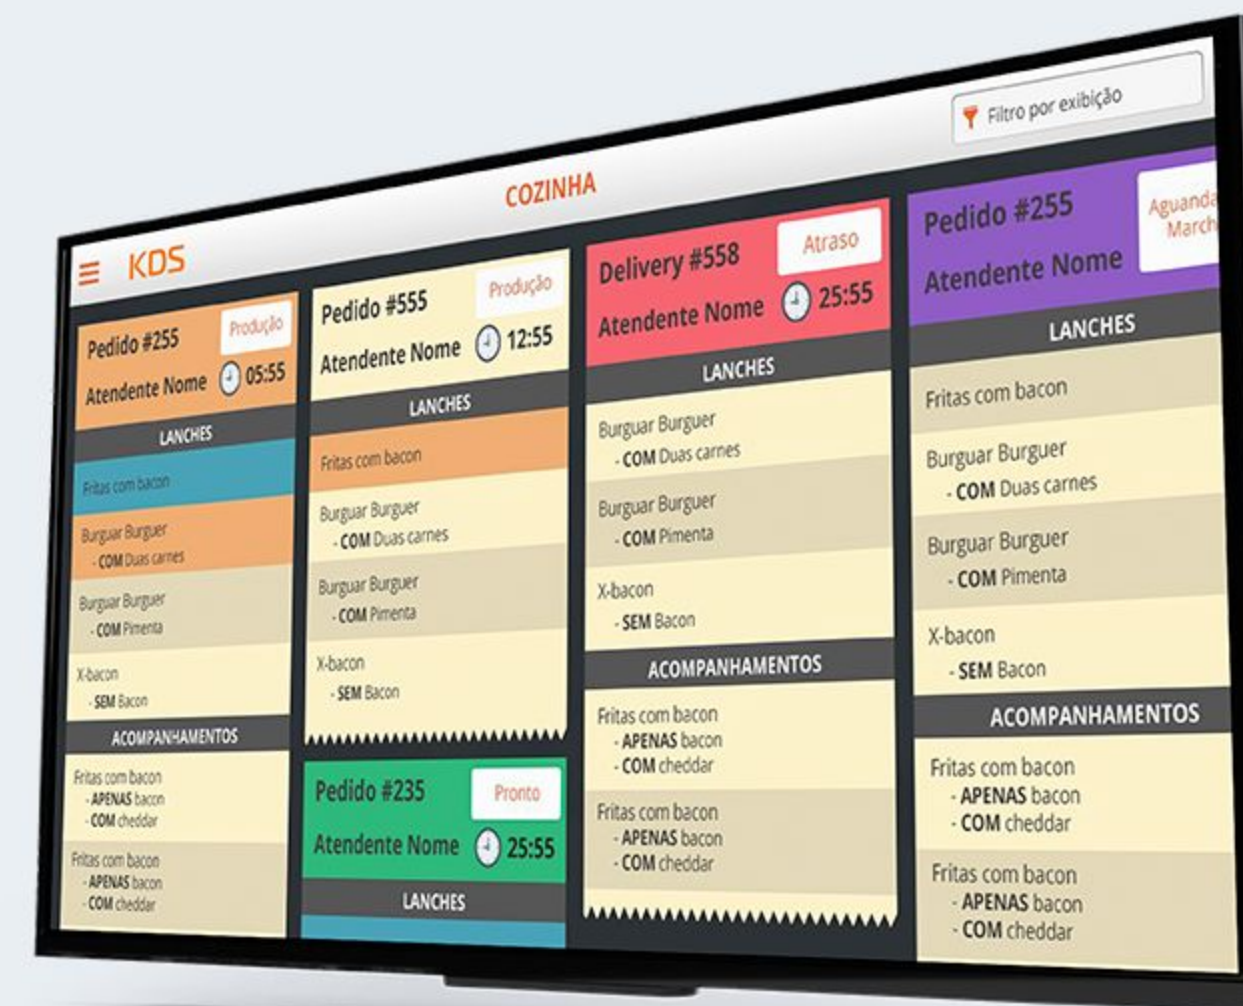 KDS
COZINHA
Filtro por exibição
Pedido #255
Produção
Atendente Nome
05:55
LANCHES
Fritas com bacon
Burguar Burguer
- COM Duas carnes
Burguar Burguer
- COM Pimenta
X-bacon
- SEM Bacon
ACOMPANHAMENTOS
Fritas com bacon
- APENAS bacon
- COM cheddar
Fritas com bacon
- APENAS bacon
- COM cheddar
Pedido #555
Produção
Atendente Nome
12:55
LANCHES
Fritas com bacon
Burguar Burguer
- COM Duas carnes
Burguar Burguer
- COM Pimenta
X-bacon
- SEM Bacon
Pedido #235
Pronto
Atendente Nome
25:55
LANCHES
Delivery #558
Atraso
Atendente Nome
25:55
LANCHES
Burguar Burguer
- COM Duas carnes
Burguar Burguer
- COM Pimenta
X-bacon
- SEM Bacon
ACOMPANHAMENTOS
Fritas com bacon
- APENAS bacon
- COM cheddar
Fritas com bacon
- APENAS bacon
- COM cheddar
Pedido #255
Atendente Nome
LANCHES
Fritas com bacon
Burguar Burguer
- COM Duas carnes
Burguar Burguer
- COM Pimenta
X-bacon
- SEM Bacon
ACOMPANHAMENTOS
Fritas com bacon
- APENAS bacon
- COM cheddar
Fritas com bacon
- APENAS bacon
- COM cheddar